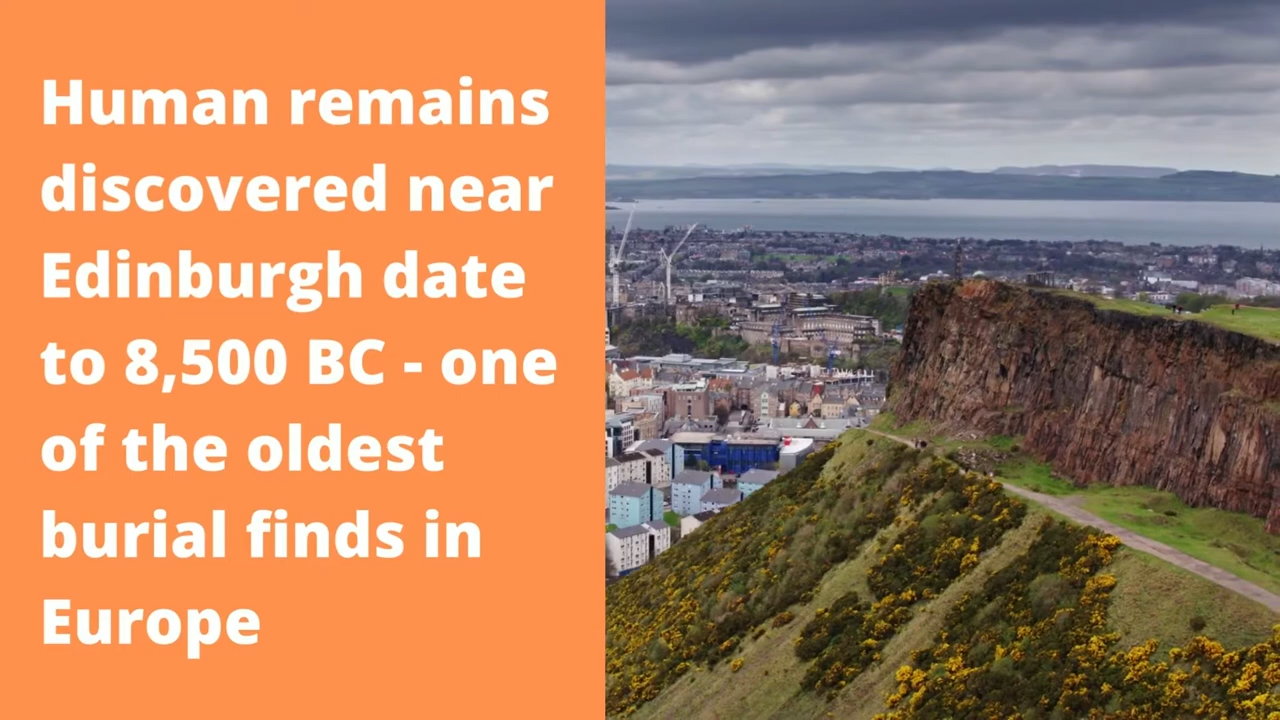 Human remains
discovered near
Edinburgh date
to 8,500 BC - one
of the oldest
burial finds in
Europe